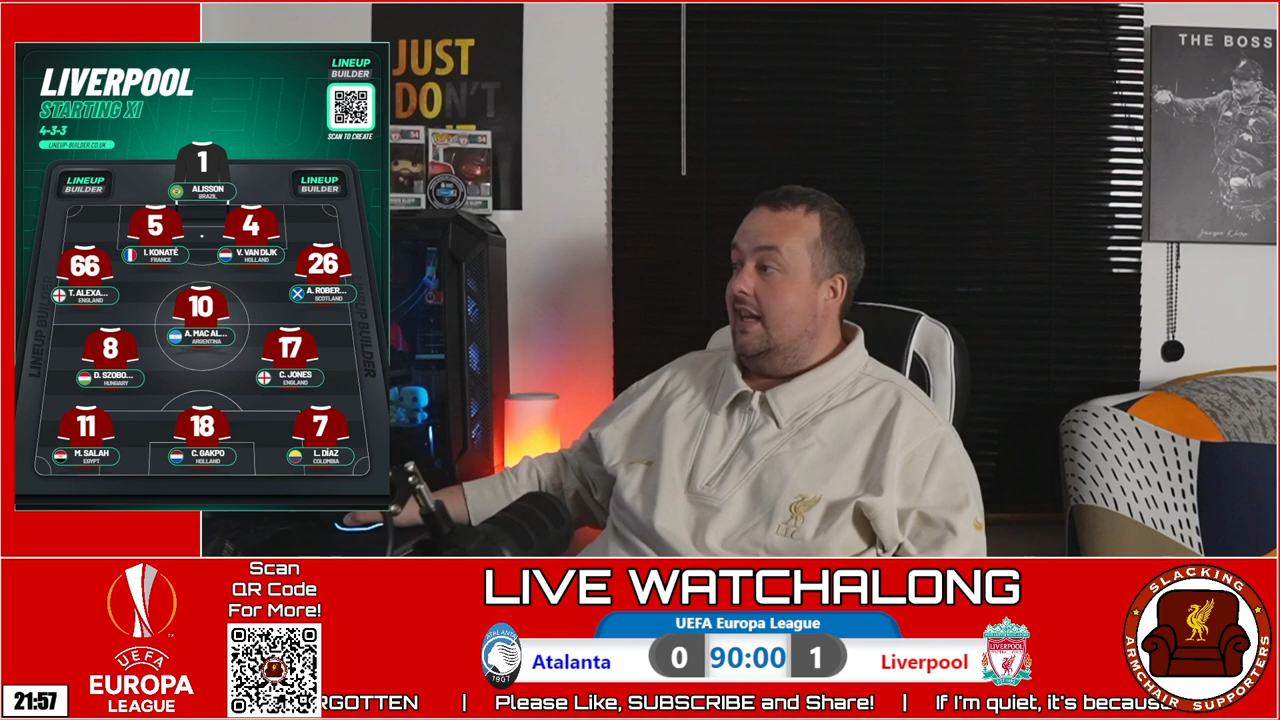 LIVERPOOL
STARTING XI
4-3-3
LINEUP-BUILDER.CO.UK
LINEUP
BUILDER
SCAN TO CREATE
LINEUP
BUILDER
LINEUP
BUILDER
1
ALISSON
BRAZIL
5
I. KONATÉ
FRANCE
4
V. VAN DIJK
HOLLAND
66
T. ALEXA...
ENGLAND
26
A. ROBER...
SCOTLAND
10
A. MAC AL...
ARGENTINA
8
D. SZOBO...
HUNGARY
17
C. JONES
ENGLAND
11
M. SALAH
EGYPT
18
C. GAKPO
HOLLAND
7
L. DÍAZ
COLOMBIA
JUST
DON'T
THE BOSS
L.F.C.
UEFA
EUROPA
LEAGUE
Scan
QR Code
For More!
LIVE WATCHALONG
UEFA Europa League
ATALANTA
1907
Atalanta
0
90:00
1
Liverpool
SLACKING
ARMCHAIR SUPPORTERS
21:57
RGOTTEN | Please Like, SUBSCRIBE and Share! | If I'm quiet, it's becaus